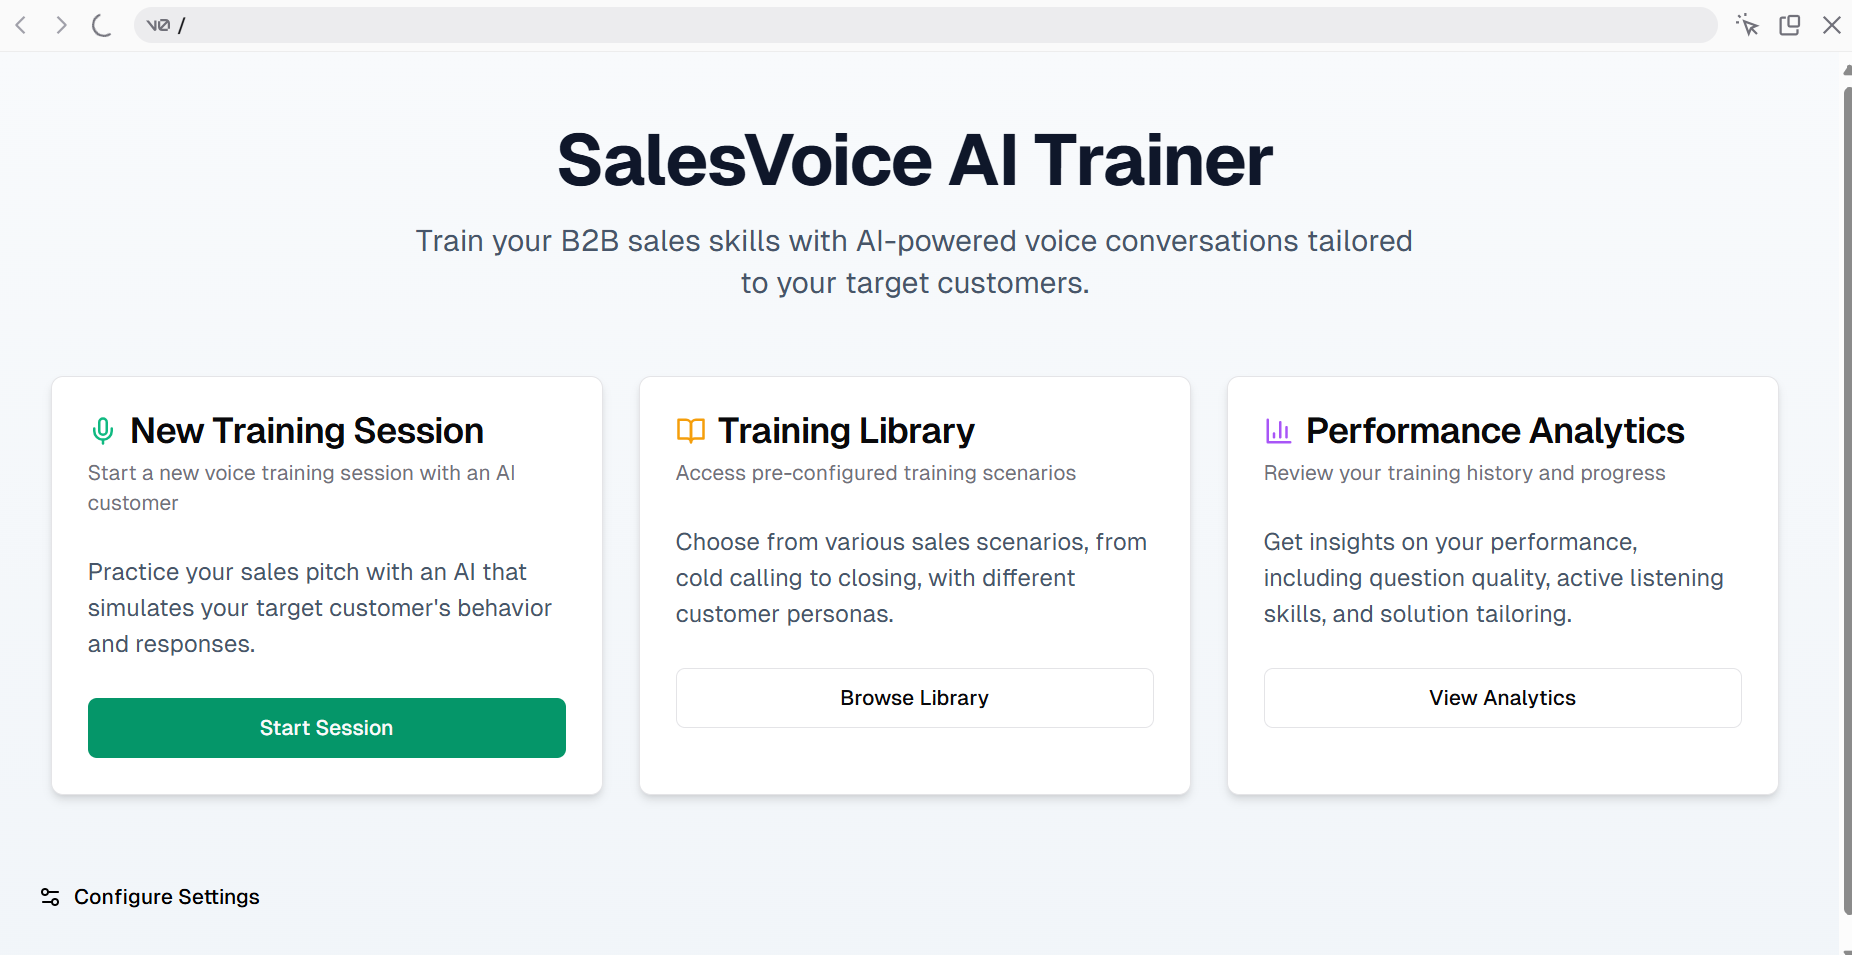 v0 /
SalesVoice AI Trainer
Train your B2B sales skills with AI-powered voice conversations tailored
to your target customers.
New Training Session
Start a new voice training session with an AI
customer
Practice your sales pitch with an AI that
simulates your target customer's behavior
and responses.
Start Session
Training Library
Access pre-configured training scenarios
Choose from various sales scenarios, from
cold calling to closing, with different
customer personas.
Browse Library
Performance Analytics
Review your training history and progress
Get insights on your performance,
including question quality, active listening
skills, and solution tailoring.
View Analytics
Configure Settings